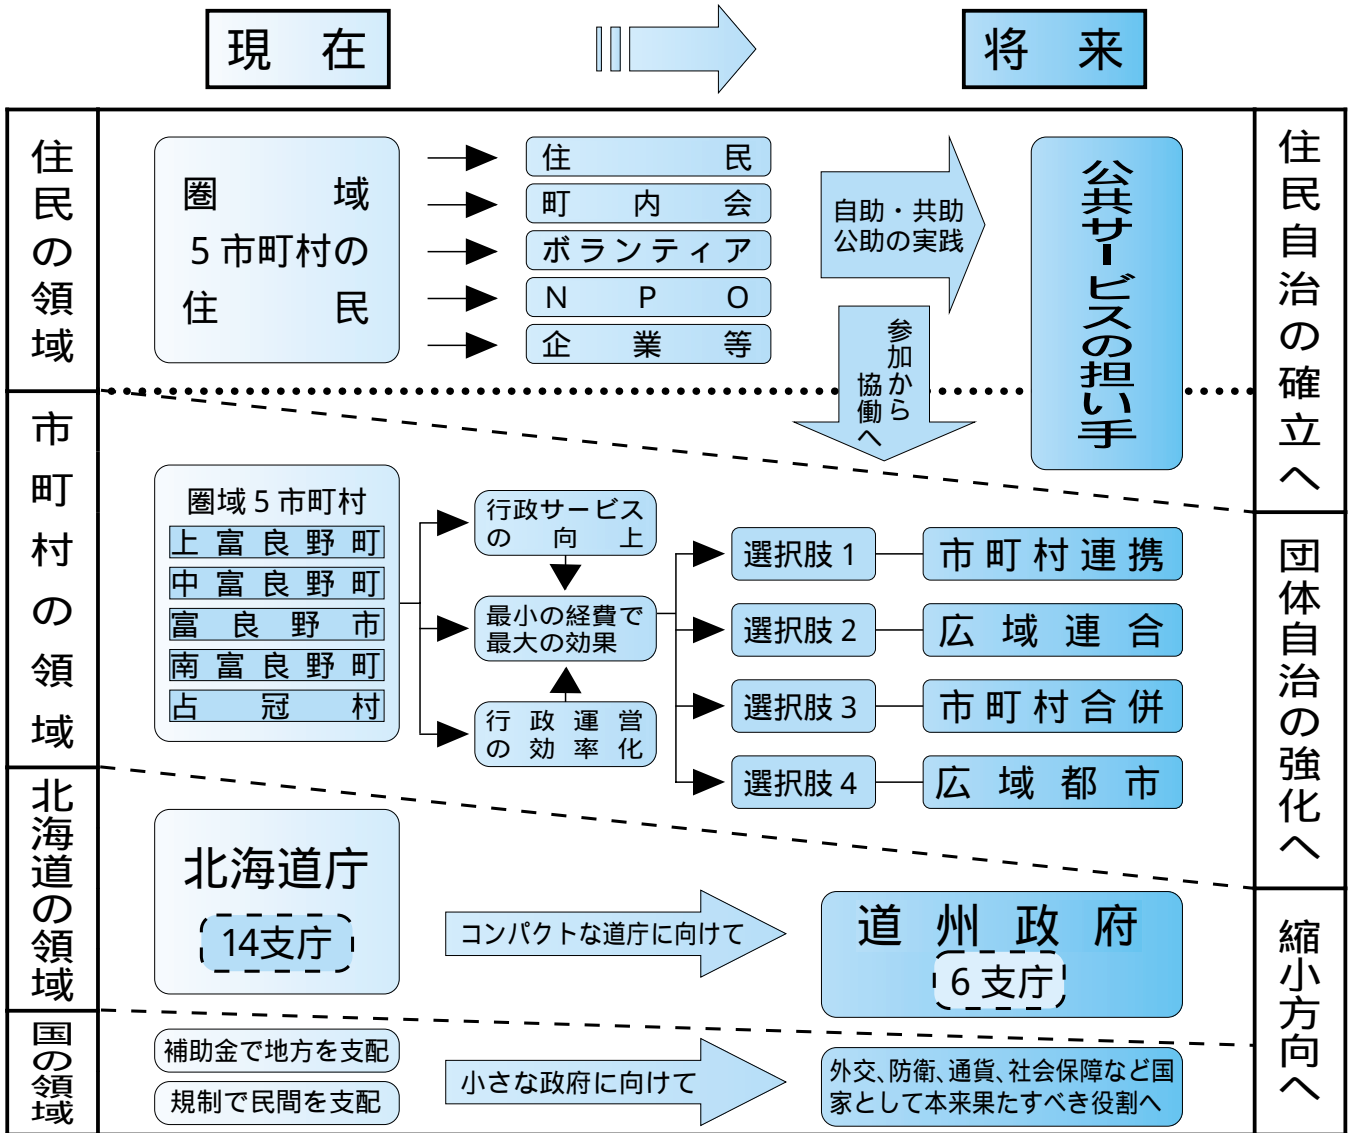 現在
将来
住民の領域
圏域
5市町村の
住民
住民
町内会
ボランティア
NPO
企業等
自助・共助
公助の実践
参加から
協働へ
公共サービスの担い手
住民自治の確立へ
市町村の領域
圏域5市町村
上富良野町
中富良野町
富良野市
南富良野町
占冠村
行政サービス
の向上
最小の経費で
最大の効果
行政運営
の効率化
選択肢1
市町村連携
選択肢2
広域連合
選択肢3
市町村合併
選択肢4
広域都市
団体自治の強化へ
北海道の領域
北海道庁
14支庁
コンパクトな道庁に向けて
道州政府
6支庁
縮小方向へ
国の領域
補助金で地方を支配
規制で民間を支配
小さな政府に向けて
外交、防衛、通貨、社会保障など国
家として本来果たすべき役割へ